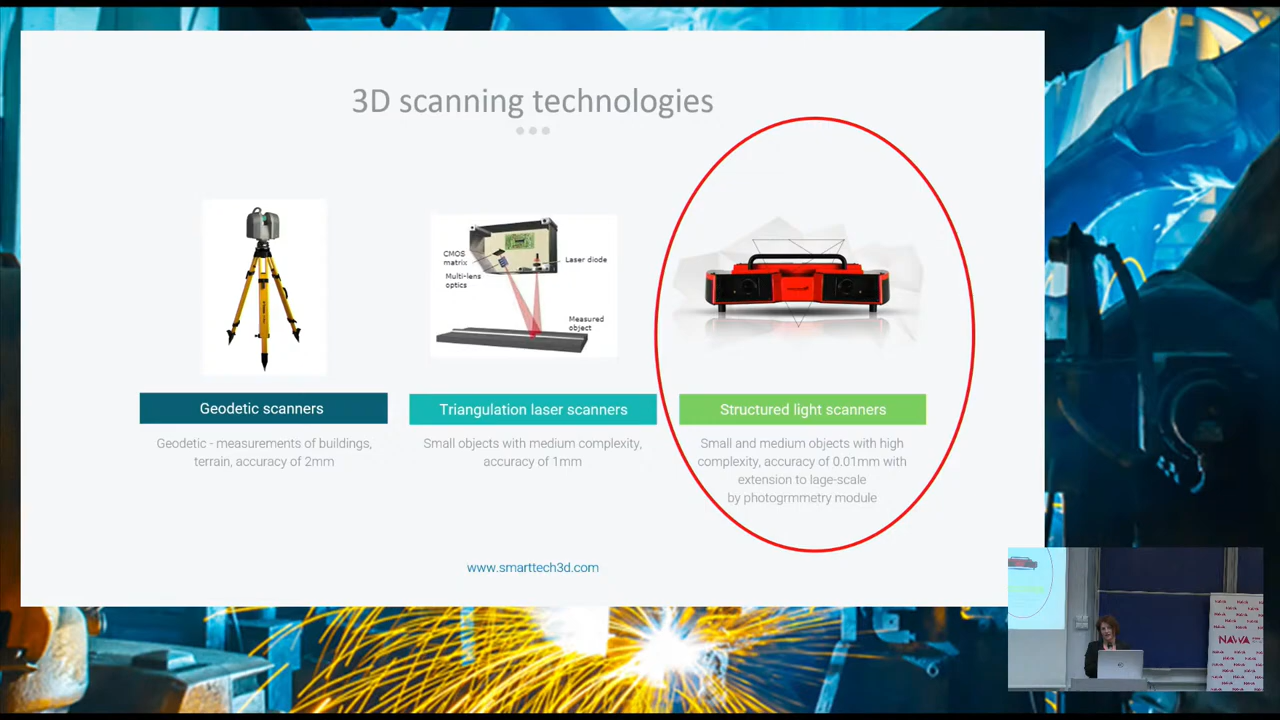 3D scanning technologies
CMOS
matrix
Multi-lens
optics
Laser diode
Measured
object
Geodetic scanners
Triangulation laser scanners
Structured light scanners
Geodetic - measurements of buildings,
terrain, accuracy of 2mm
Small objects with medium complexity,
accuracy of 1mm
Small and medium objects with high
complexity, accuracy of 0.01mm with
extension to lage-scale
by photogrmmetry module
www.smarttech3d.com
NAWA